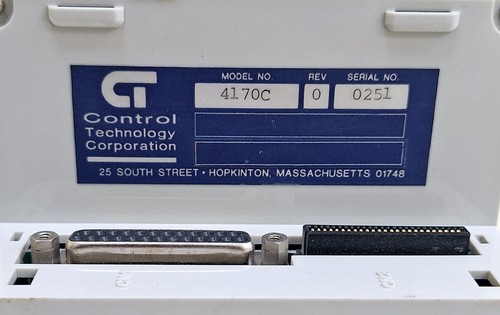 CT
MODEL NO. REV SERIAL NO.
4170C 0 0251
Control
Technology
Corporation
25 SOUTH STREET • HOPKINTON, MASSACHUSETTS 01748